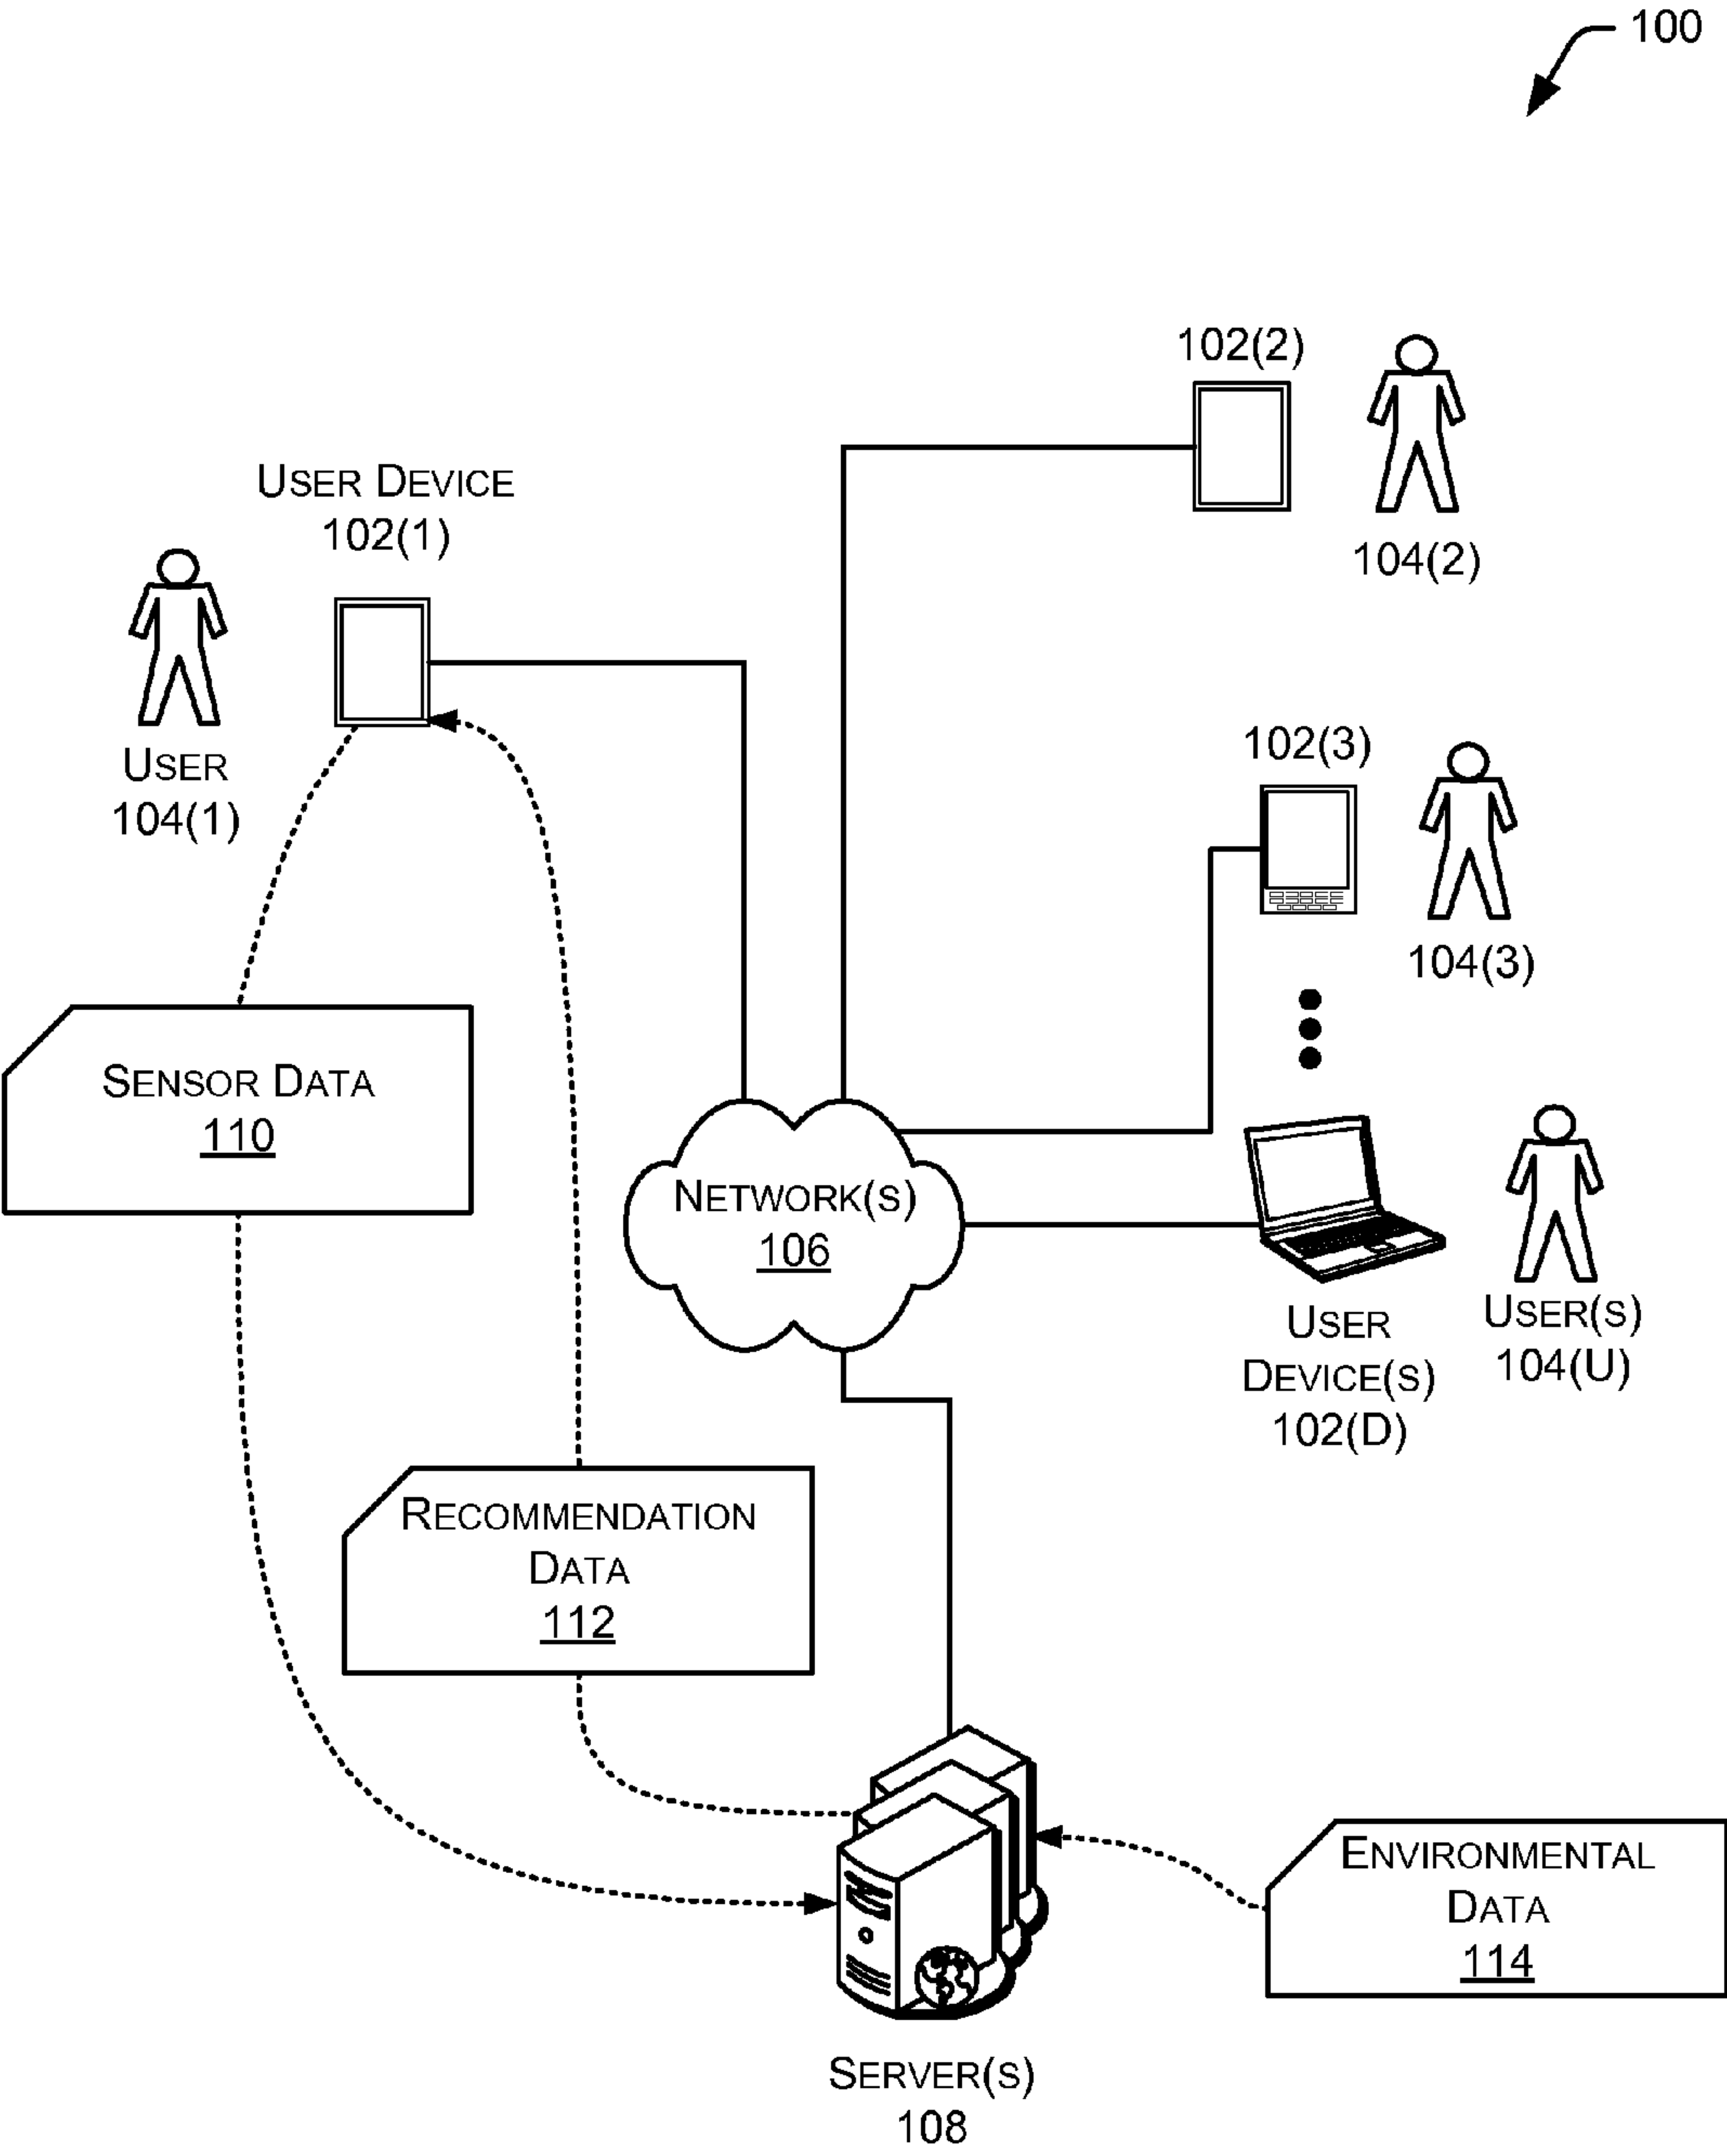 100
102(2)
104(2)
USER DEVICE
102(1)
USER
104(1)
102(3)
104(3)
SENSOR DATA
110
NETWORK(S)
106
USER
DEVICE(S)
102(D)
USER(S)
104(U)
RECOMMENDATION
DATA
112
ENVIRONMENTAL
DATA
114
SERVER(S)
108